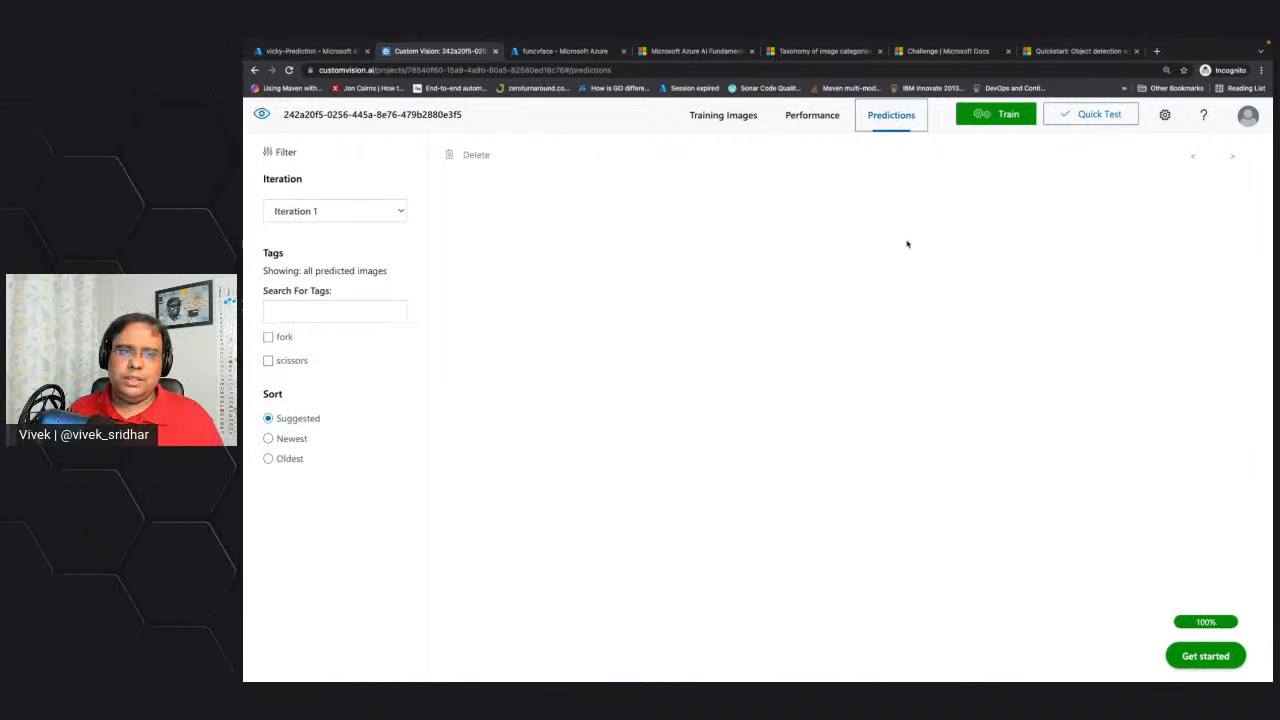 vicky-Prediction - Microsoft A
Custom Vision: 242a20f5-025
funcvface - Microsoft Azure
Microsoft Azure AI Fundamen
Taxonomy of image categories
Challenge | Microsoft Docs
Quickstart: Object detection w
customvision.ai/projects/78540f60-15a9-4a9b-80a5-82580ed18c76#/predictions
Incognito
Using Maven with...
Jon Cairns | How t...
End-to-end autom...
zeroturnaround.co...
How is GO differe...
Session expired
Sonar Code Qualit...
Maven multi-mod...
IBM Innovate 2013...
DevOps and Conti...
Other Bookmarks
Reading List
242a20f5-0256-445a-8e76-479b2880e3f5
Training Images
Performance
Predictions
Train
Quick Test
Filter
Delete
Iteration
Iteration 1
Tags
Showing: all predicted images
Search For Tags:
fork
scissors
Sort
Suggested
Newest
Oldest
Vivek | @vivek_sridhar
100%
Get started